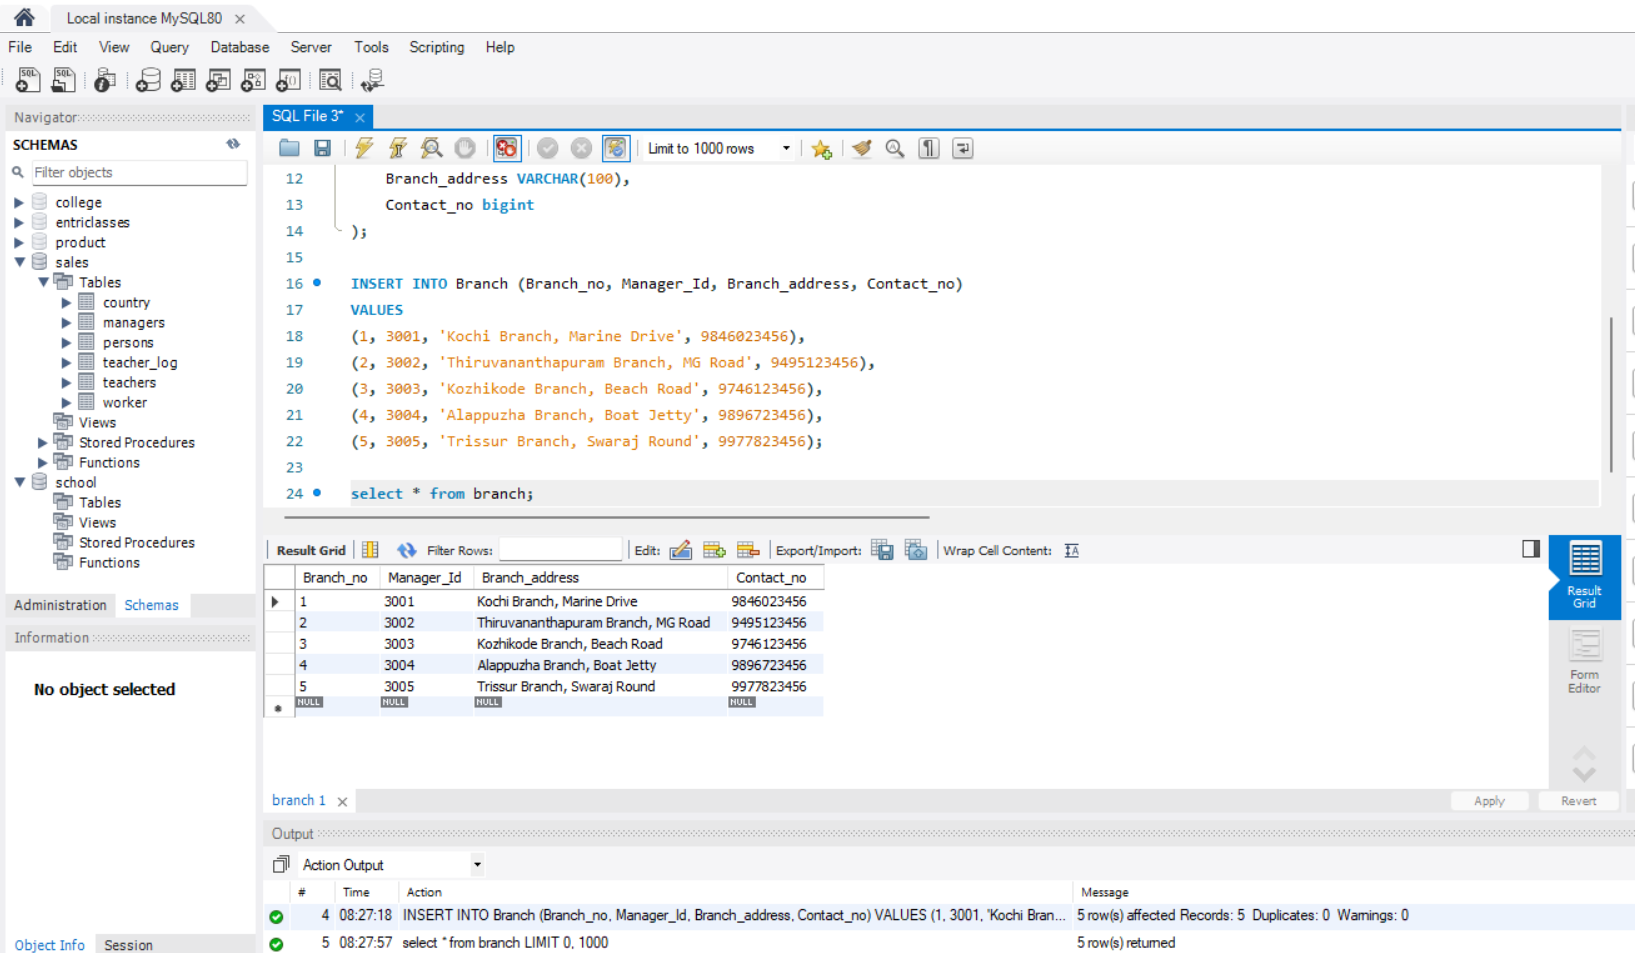 Local instance MySQL80 ×
File Edit View Query Database Server Tools Scripting Help
Navigator
SCHEMAS
Filter objects
college
entriclasses
product
sales
Tables
country
managers
persons
teacher_log
teachers
worker
Views
Stored Procedures
Functions
school
Tables
Views
Stored Procedures
Functions
Administration Schemas
Information
No object selected
Object Info Session
SQL File 3* ×
Limit to 1000 rows
12 Branch_address VARCHAR(100),
13 Contact_no bigint
14 );
15
16 INSERT INTO Branch (Branch_no, Manager_Id, Branch_address, Contact_no)
17 VALUES
18 (1, 3001, 'Kochi Branch, Marine Drive', 9846023456),
19 (2, 3002, 'Thiruvananthapuram Branch, MG Road', 9495123456),
20 (3, 3003, 'Kozhikode Branch, Beach Road', 9746123456),
21 (4, 3004, 'Alappuzha Branch, Boat Jetty', 9896723456),
22 (5, 3005, 'Trissur Branch, Swaraj Round', 9977823456);
23
24 select * from branch;
Result Grid Filter Rows: Edit: Export/Import: Wrap Cell Content:
Branch_no Manager_Id Branch_address Contact_no
1 3001 Kochi Branch, Marine Drive 9846023456
2 3002 Thiruvananthapuram Branch, MG Road 9495123456
3 3003 Kozhikode Branch, Beach Road 9746123456
4 3004 Alappuzha Branch, Boat Jetty 9896723456
5 3005 Trissur Branch, Swaraj Round 9977823456
NULL NULL NULL NULL
Result
Grid
Form
Editor
branch 1 ×
Apply Revert
Output
Action Output
# Time Action Message
4 08:27:18 INSERT INTO Branch (Branch_no, Manager_Id, Branch_address, Contact_no) VALUES (1, 3001, 'Kochi Bran... 5 row(s) affected Records: 5 Duplicates: 0 Warnings: 0
5 08:27:57 select * from branch LIMIT 0, 1000 5 row(s) returned